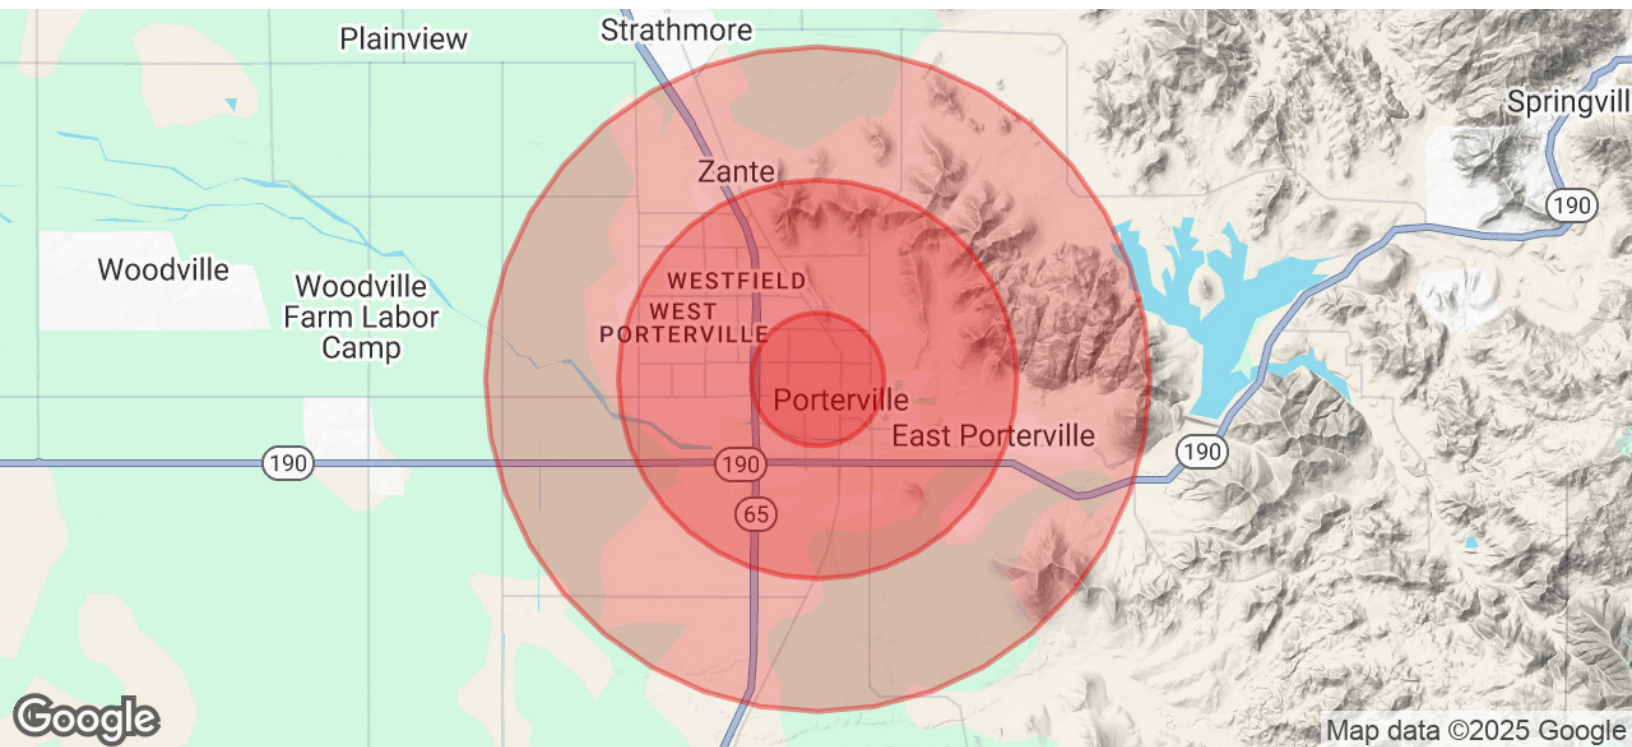 Plainview
Strathmore
Springvill
Zante
190
Woodville
Woodville
Farm Labor
Camp
WESTFIELD
WEST
PORTERVILLE
Porterville
East Porterville
190
190
190
65
Google
Map data ©2025 Google